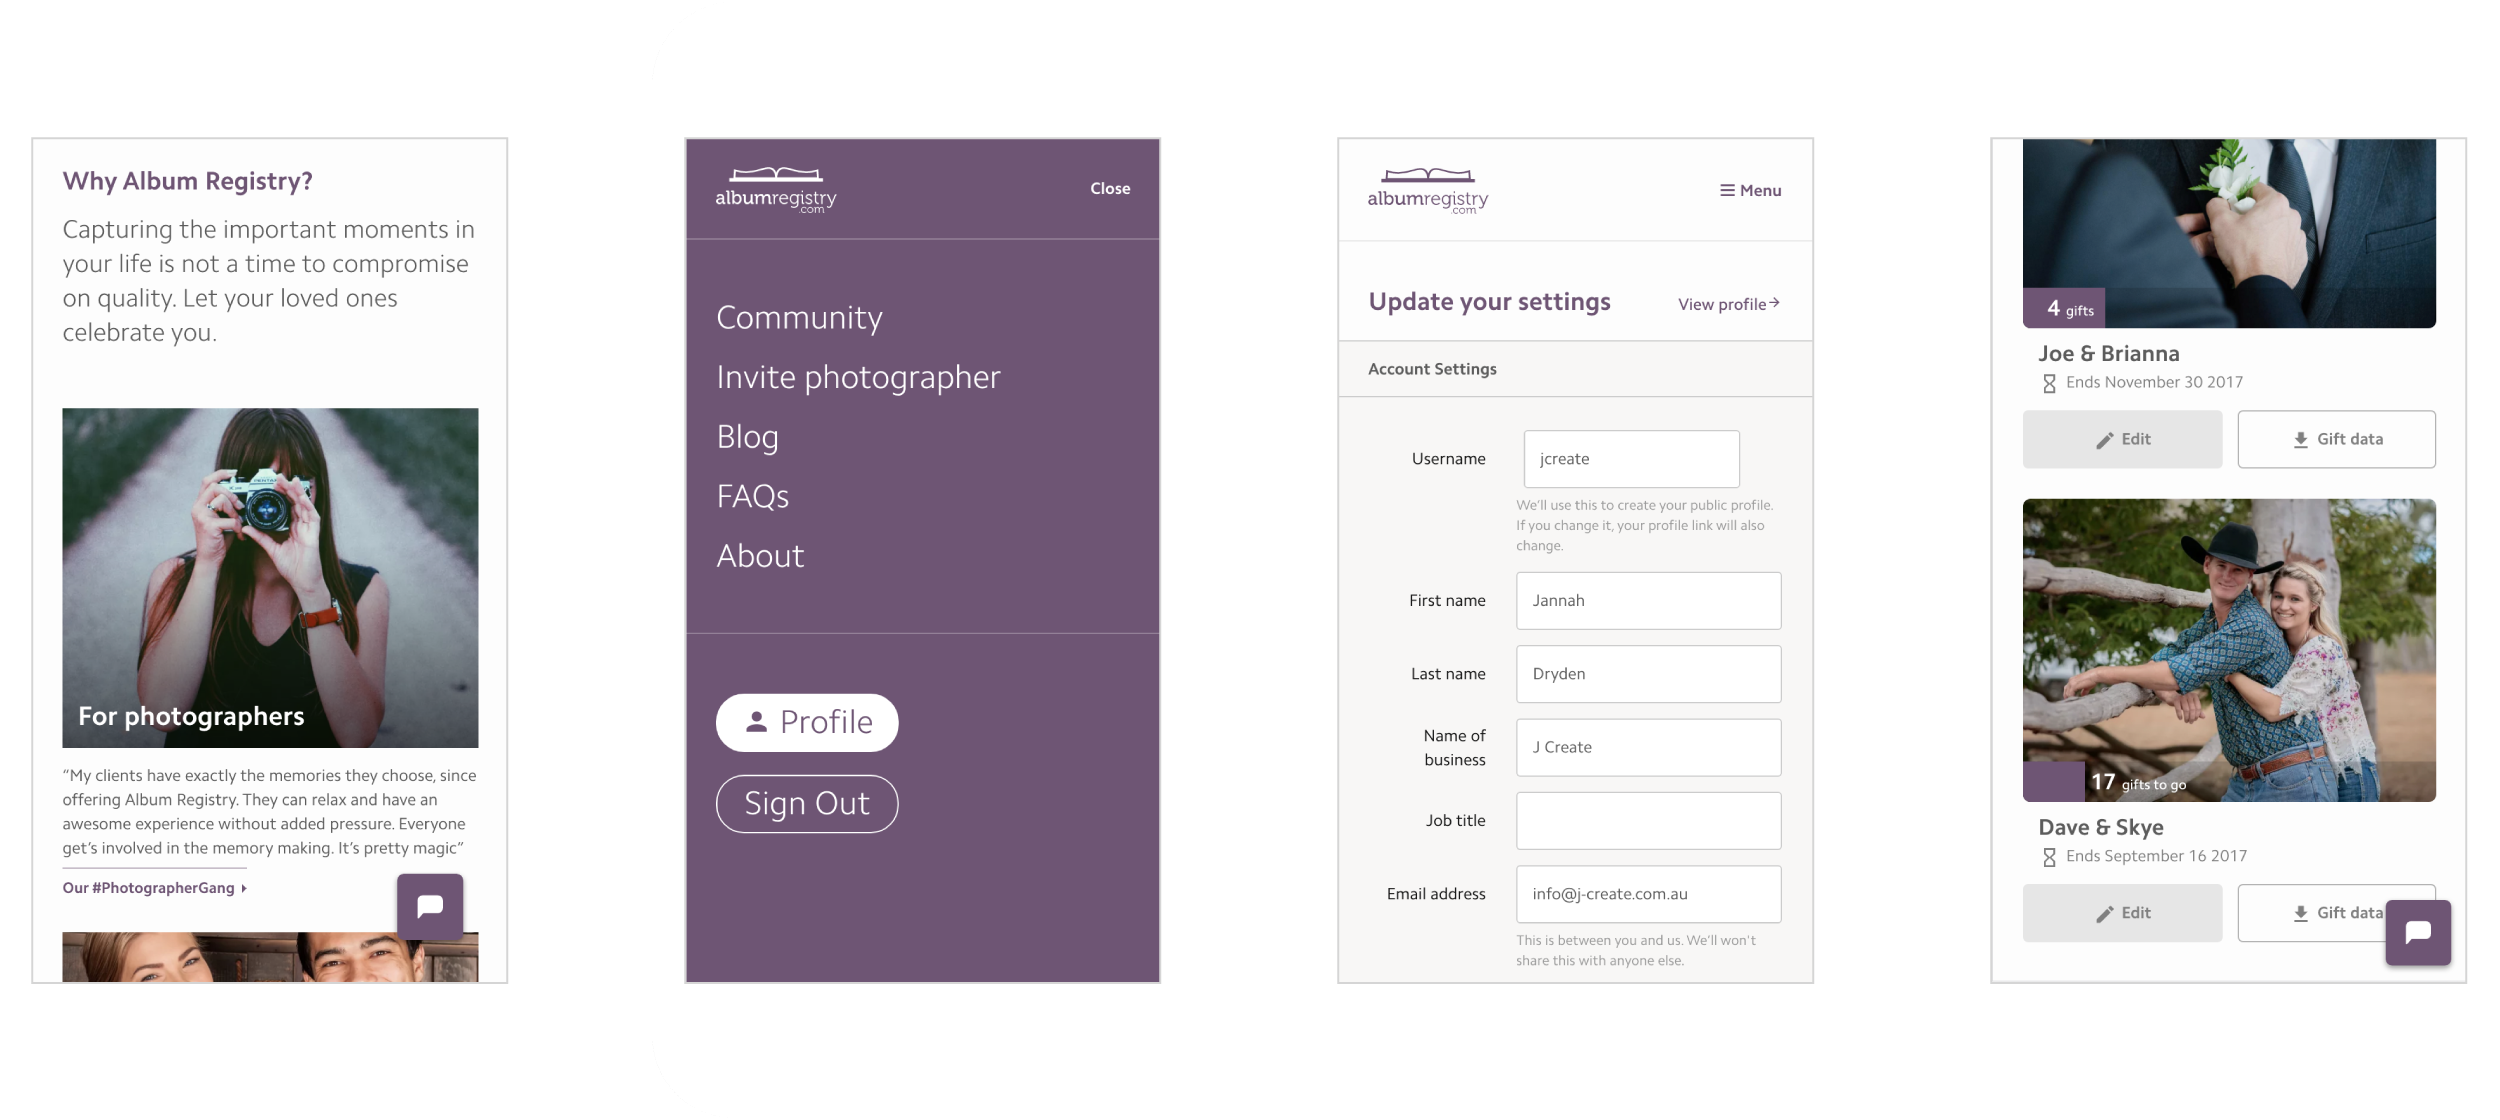 Why Album Registry?
Capturing the important moments in
your life is not a time to compromise
on quality. Let your loved ones
celebrate you.
PENTAX
For photographers
“My clients have exactly the memories they choose, since
offering Album Registry. They can relax and have an
awesome experience without added pressure. Everyone
get’s involved in the memory making. It’s pretty magic”
Our #PhotographerGang
albumregistry
.com
Close
Community
Invite photographer
Blog
FAQs
About
Profile
Sign Out
albumregistry
.com
Menu
Update your settings
View profile
Account Settings
Username
jcreate
We’ll use this to create your public profile.
If you change it, your profile link will also
change.
First name
Jannah
Last name
Dryden
Name of
business
J Create
Job title
Email address
info@j-create.com.au
This is between you and us. We’ll won’t
share this with anyone else.
4 gifts
Joe & Brianna
Ends November 30 2017
Edit
Gift data
17 gifts to go
Dave & Skye
Ends September 16 2017
Edit
Gift data